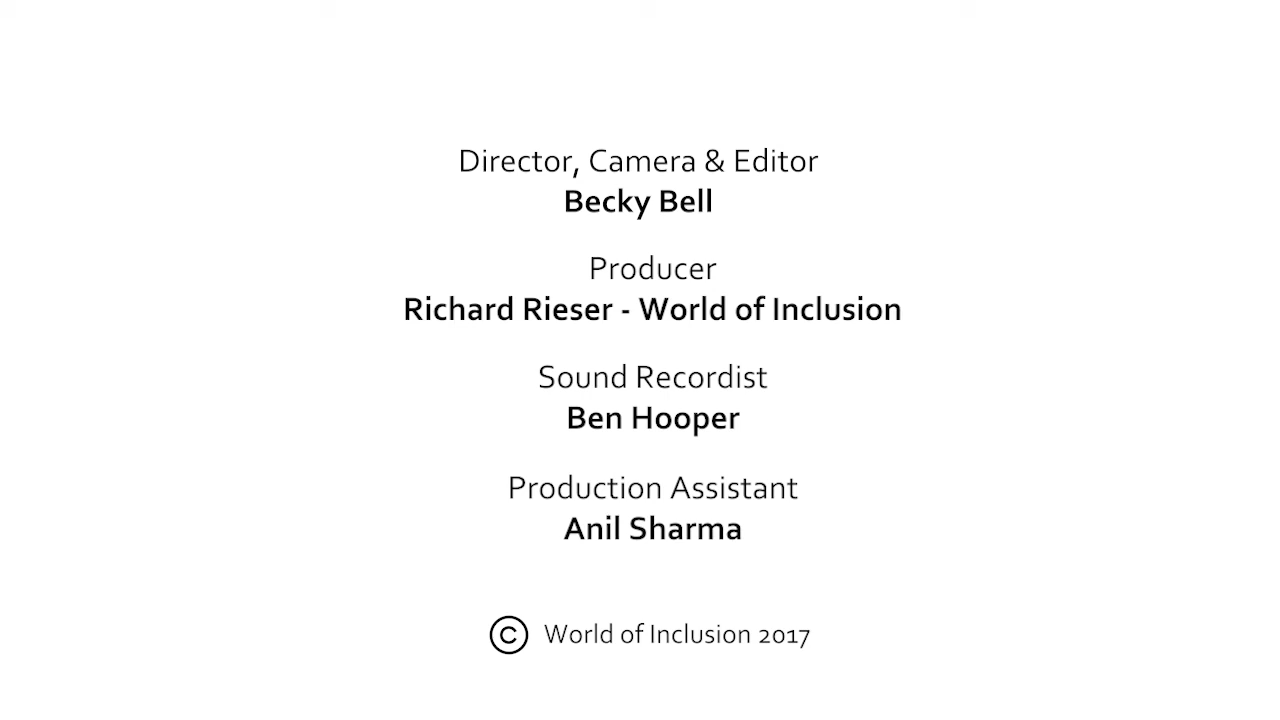 Director, Camera & Editor
Becky Bell
Producer
Richard Rieser - World of Inclusion
Sound Recordist
Ben Hooper
Production Assistant
Anil Sharma
© World of Inclusion 2017